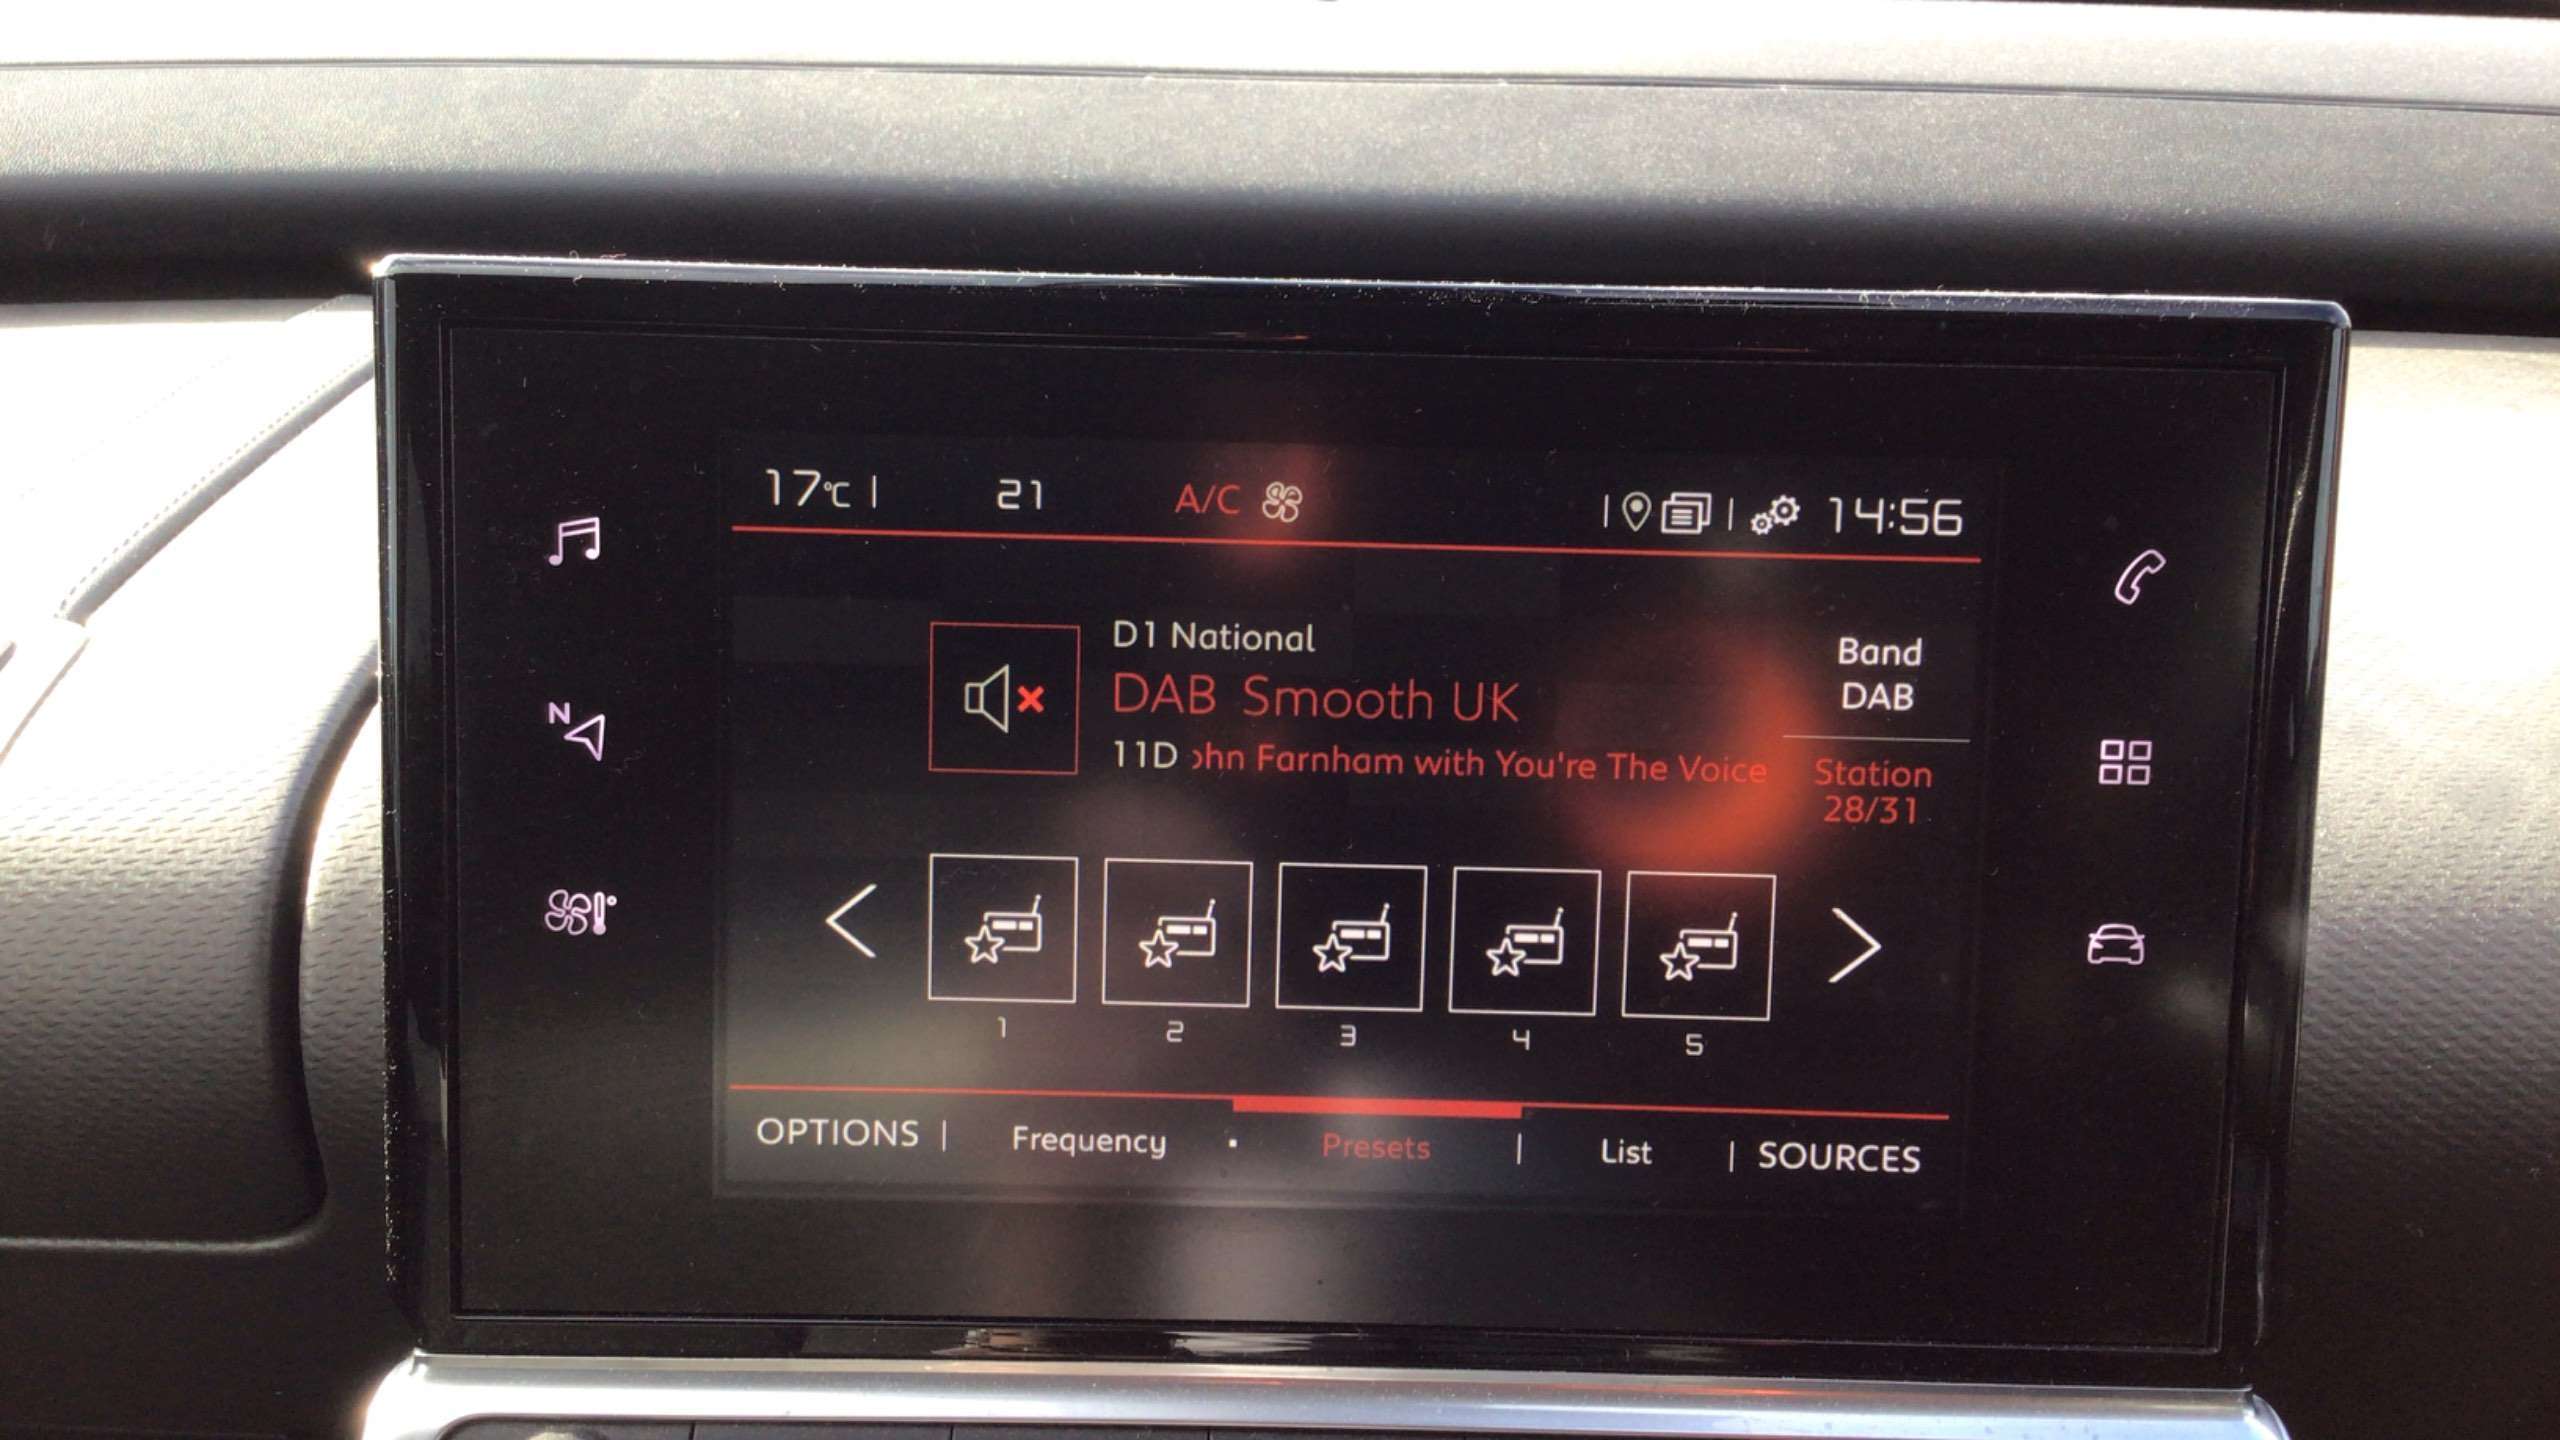 17°C | 21 A/C | | 14:56
D1 National
DAB Smooth UK
11D ohn Farnham with You're The Voice
Band
DAB
Station
28/31
N
1 2 3 4 5
OPTIONS | Frequency · Presets | List | SOURCES